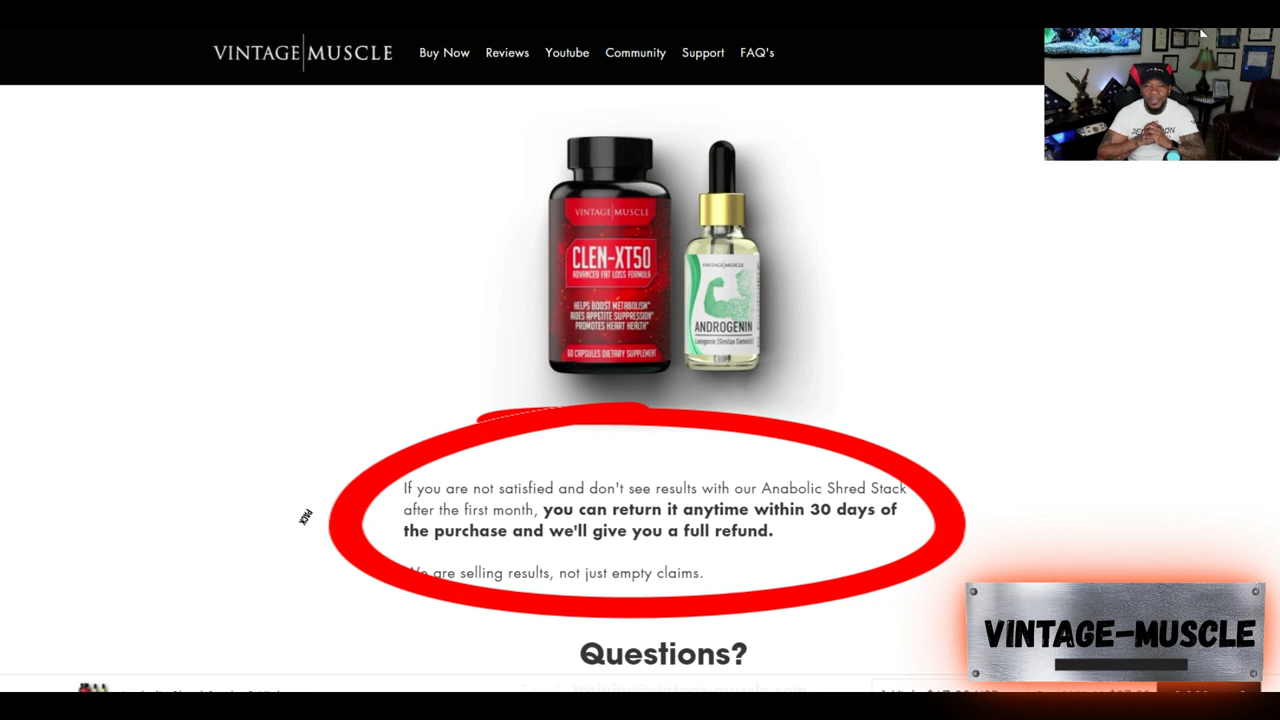 VINTAGE|MUSCLE Buy Now Reviews Youtube Community Support FAQ's
VINTAGE|MUSCLE
CLEN-XT50
ADVANCED FAT LOSS FORMULA
HELPS BOOST METABOLISM*
AIDES APPETITE SUPPRESSION*
PROMOTES HEART HEALTH*
60 CAPSULES DIETARY SUPPLEMENT
VINTAGE|MUSCLE
ANDROGENIN
If you are not satisfied and don't see results with our Anabolic Shred Stack
after the first month, you can return it anytime within 30 days of
the purchase and we'll give you a full refund.
We are selling results, not just empty claims.
PACK
VINTAGE-MUSCLE
Questions?